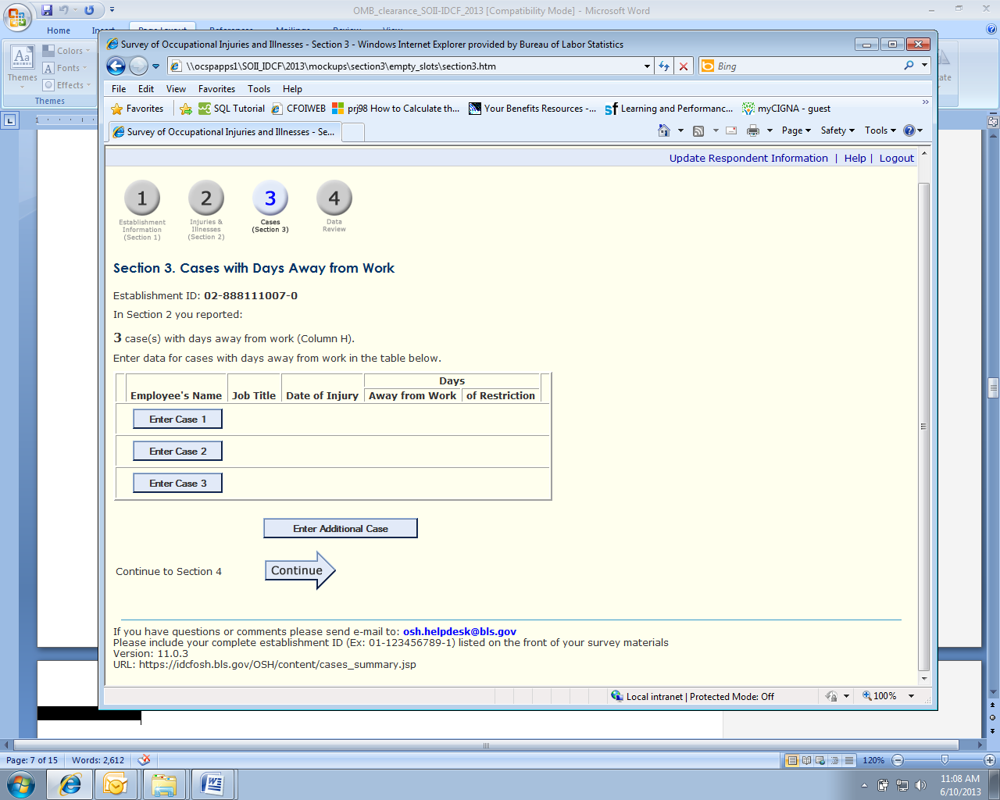 OMB_clearance_SOII-IDCF_2013 [Compatibility Mode] - Microsoft Word
Home
Survey of Occupational Injuries and Illnesses - Section 3 - Windows Internet Explorer provided by Bureau of Labor Statistics
\\ocspapps1\SOII_IDCF\2013\mockups\section3\empty_slots\section3.htm
Bing
File Edit View Favorites Tools Help
Favorites SQL Tutorial CFOIWEB prj98 How to Calculate th... Your Benefits Resources -... Learning and Performanc... myCIGNA - guest
Survey of Occupational Injuries and Illnesses - Se...
Page Safety Tools
Aa
Themes
Colors
Fonts
Effects
Themes
Update Respondent Information | Help | Logout
1 2 3 4
Establishment Information (Section 1)
Injuries & Illnesses (Section 2)
Cases (Section 3)
Data Review
Section 3. Cases with Days Away from Work
Establishment ID: 02-888111007-0
In Section 2 you reported:
3 case(s) with days away from work (Column H).
Enter data for cases with days away from work in the table below.
Days
Employee's Name Job Title Date of Injury Away from Work of Restriction
Enter Case 1
Enter Case 2
Enter Case 3
Enter Additional Case
Continue to Section 4 Continue
If you have questions or comments please send e-mail to: osh.helpdesk@bls.gov
Please include your complete establishment ID (Ex: 01-123456789-1) listed on the front of your survey materials
Version: 11.0.3
URL: https://idcfosh.bls.gov/OSH/content/cases_summary.jsp
Local intranet | Protected Mode: Off
100%
Page: 7 of 15 Words: 2,612
120%
11:08 AM
6/10/2013